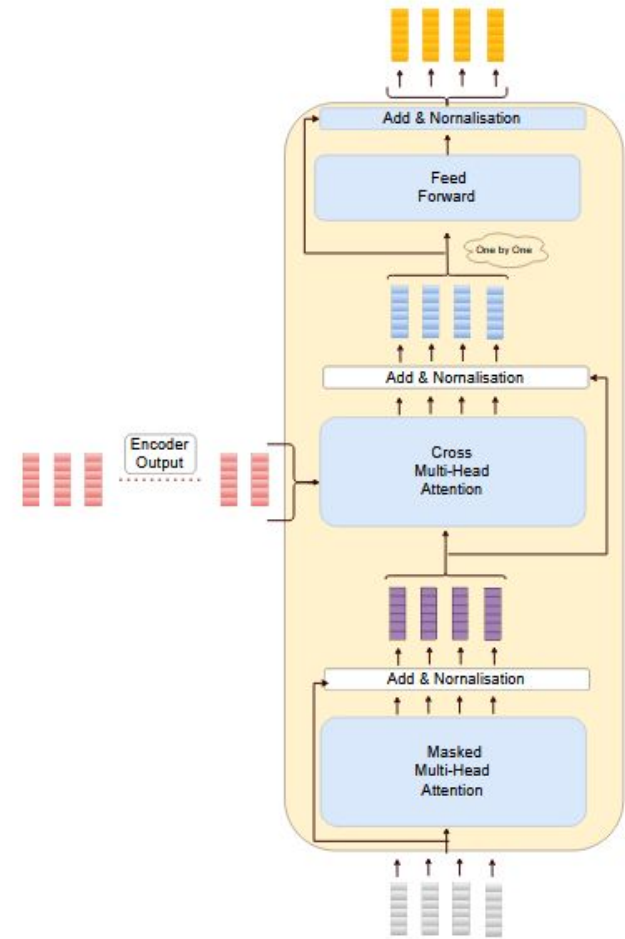 Add & Nornalisation
Feed
Forward
One by One
Add & Nornalisation
Encoder
Output
Cross
Multi-Head
Attention
Add & Nornalisation
Masked
Multi-Head
Attention